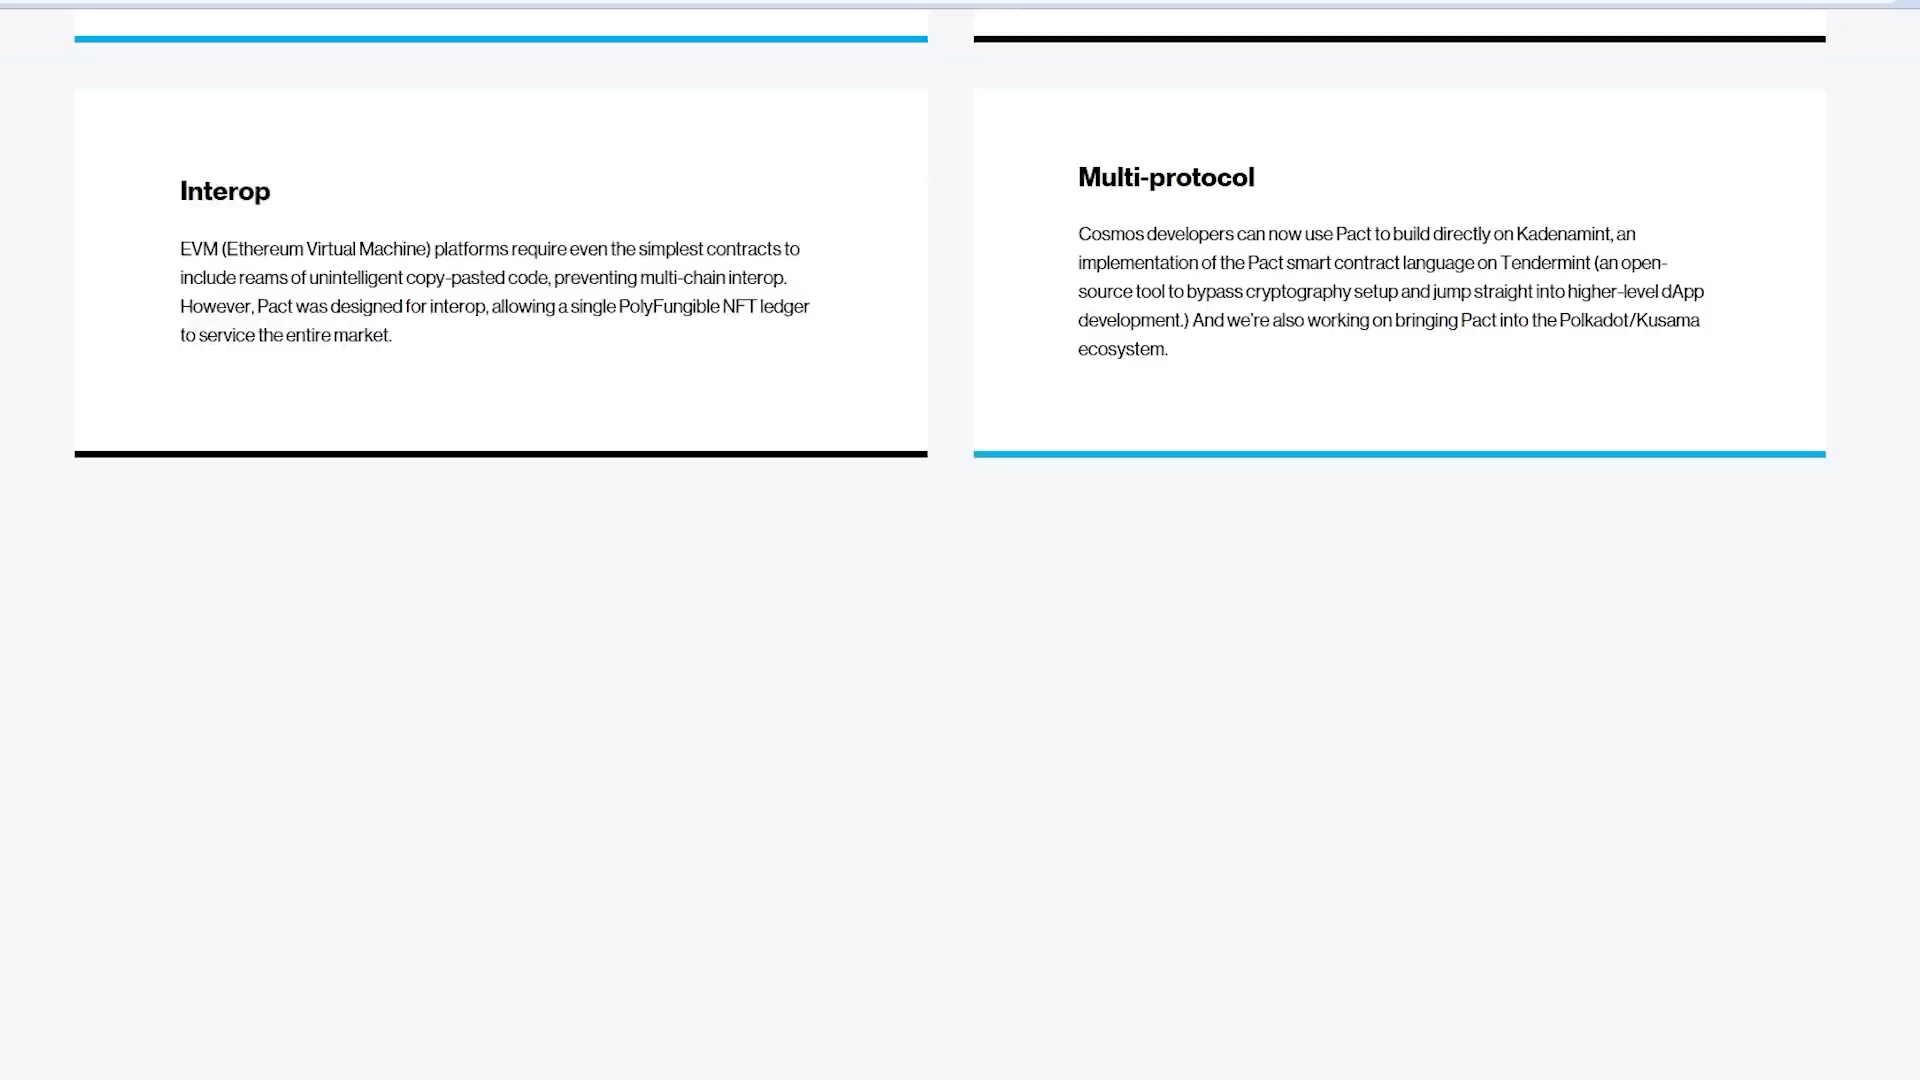 Interop
EVM (Ethereum Virtual Machine) platforms require even the simplest contracts to
include reams of unintelligent copy-pasted code, preventing multi-chain interop.
However, Pact was designed for interop, allowing a single PolyFungible NFT ledger
to service the entire market.
Multi-protocol
Cosmos developers can now use Pact to build directly on Kadenamint, an
implementation of the Pact smart contract language on Tendermint (an open-
source tool to bypass cryptography setup and jump straight into higher-level dApp
development.) And we’re also working on bringing Pact into the Polkadot/Kusama
ecosystem.